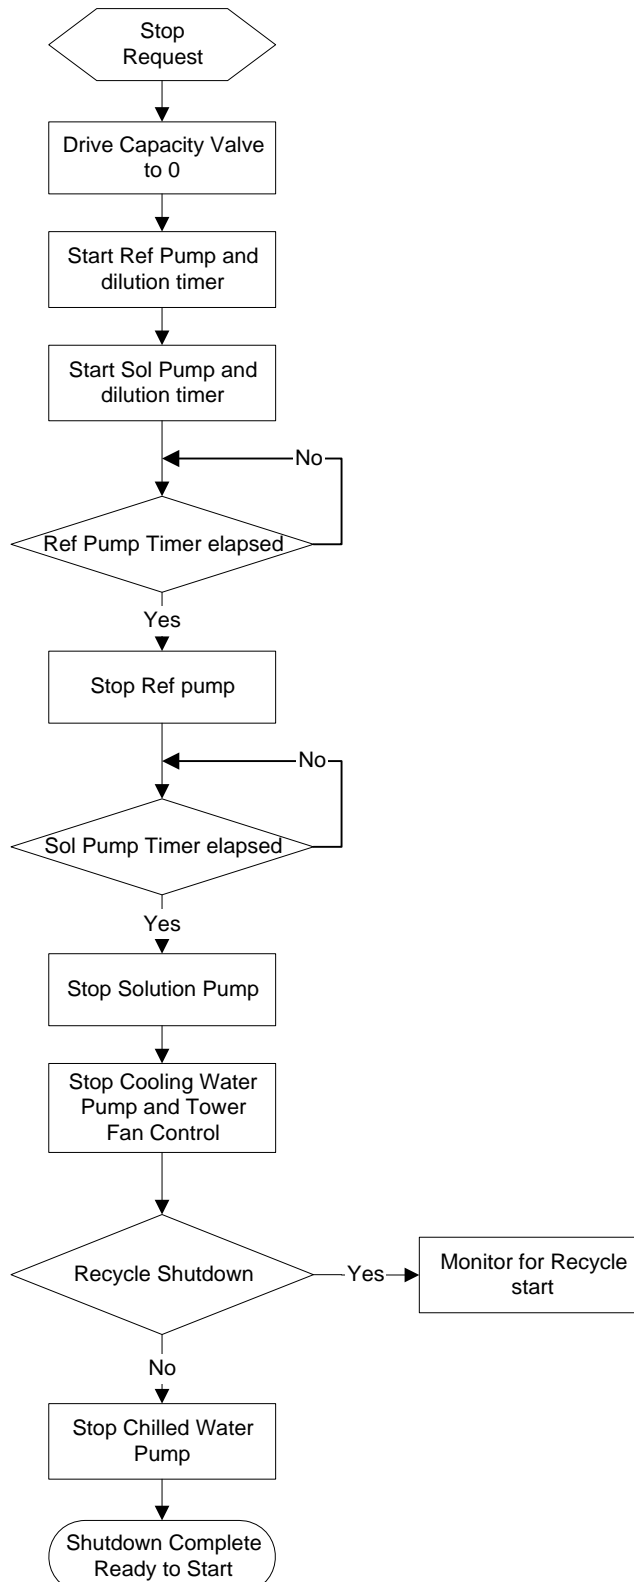 Stop
Request
Drive Capacity Valve
to 0
Start Ref Pump and
dilution timer
Start Sol Pump and
dilution timer
No
Ref Pump Timer elapsed
Yes
Stop Ref pump
No
Sol Pump Timer elapsed
Yes
Stop Solution Pump
Stop Cooling Water
Pump and Tower
Fan Control
Recycle Shutdown
Yes
Monitor for Recycle
start
No
Stop Chilled Water
Pump
Shutdown Complete
Ready to Start